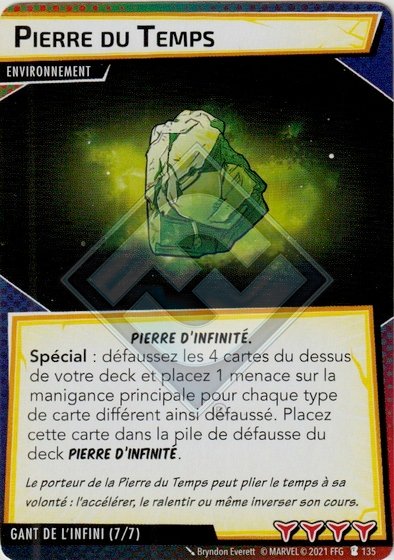 PIERRE DU TEMPS
ENVIRONNEMENT
PIERRE D'INFINITÉ.
Spécial : défaussez les 4 cartes du dessus
de votre deck et placez 1 menace sur la
manigance principale pour chaque type
de carte différent ainsi défaussé. Placez
cette carte dans la pile de défausse du
deck PIERRE D'INFINITÉ.
Le porteur de la Pierre du Temps peut plier le temps à sa
volonté : l'accélérer, le ralentir ou même inverser son cours.
GANT DE L'INFINI (7/7)
Bryndon Everett © MARVEL © 2021 FFG 135